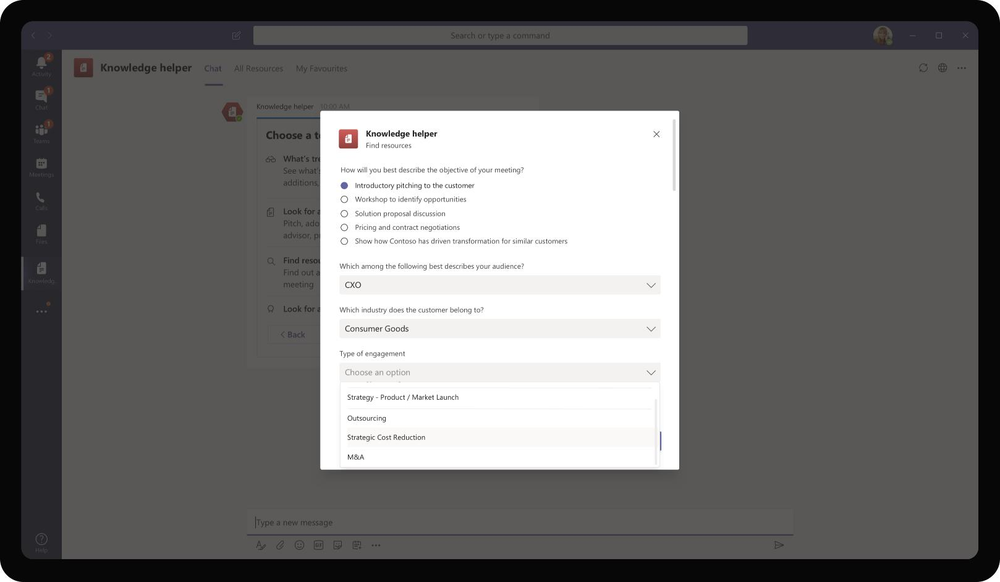 Search or type a command
2
Activity
1
Chat
1
Teams
Meetings
Calls
Files
Knowledg..
Help
Knowledge helper
Chat
All Resources
My Favourites
Knowledge helper 10:00 AM
Choose a t
What's tre
See what's
additions,
Look for a
Pitch, ado
advisor, p
Find resou
Find out a
meeting
Look for a
Back
Knowledge helper
Find resources
How will you best describe the objective of your meeting?
Introductory pitching to the customer
Workshop to identify opportunities
Solution proposal discussion
Pricing and contract negotiations
Show how Contoso has driven transformation for similar customers
Which among the following best describes your audience?
CXO
Which industry does the customer belong to?
Consumer Goods
Type of engagement
Choose an option
Strategy - Product / Market Launch
Outsourcing
Strategic Cost Reduction
M&A
Type a new message
GIF